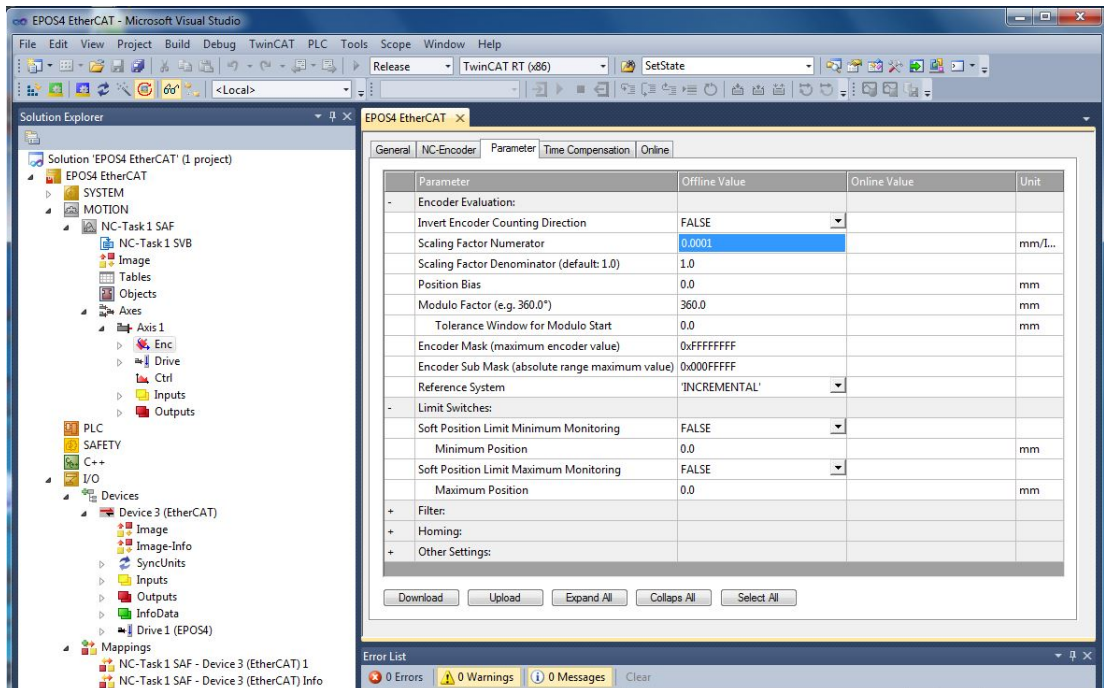 EPOS4 EtherCAT - Microsoft Visual Studio
File Edit View Project Build Debug TwinCAT PLC Tools Scope Window Help
Release TwinCAT RT (x86) SetState
<Local>
Solution Explorer
Solution 'EPOS4 EtherCAT' (1 project)
EPOS4 EtherCAT
SYSTEM
MOTION
NC-Task 1 SAF
NC-Task 1 SVB
Image
Tables
Objects
Axes
Axis 1
Enc
Drive
Ctrl
Inputs
Outputs
PLC
SAFETY
C++
I/O
Devices
Device 3 (EtherCAT)
Image
Image-Info
SyncUnits
Inputs
Outputs
InfoData
Drive 1 (EPOS4)
Mappings
NC-Task 1 SAF - Device 3 (EtherCAT) 1
NC-Task 1 SAF - Device 3 (EtherCAT) Info
EPOS4 EtherCAT
General NC-Encoder Parameter Time Compensation Online
Parameter Offline Value Online Value Unit
- Encoder Evaluation:
Invert Encoder Counting Direction FALSE
Scaling Factor Numerator 0.0001 mm/I...
Scaling Factor Denominator (default: 1.0) 1.0
Position Bias 0.0 mm
Modulo Factor (e.g. 360.0°) 360.0 mm
Tolerance Window for Modulo Start 0.0 mm
Encoder Mask (maximum encoder value) 0xFFFFFFFF
Encoder Sub Mask (absolute range maximum value) 0x000FFFFF
Reference System 'INCREMENTAL'
- Limit Switches:
Soft Position Limit Minimum Monitoring FALSE
Minimum Position 0.0 mm
Soft Position Limit Maximum Monitoring FALSE
Maximum Position 0.0 mm
+ Filter:
+ Homing:
+ Other Settings:
Download Upload Expand All Collaps All Select All
Error List
0 Errors 0 Warnings 0 Messages Clear